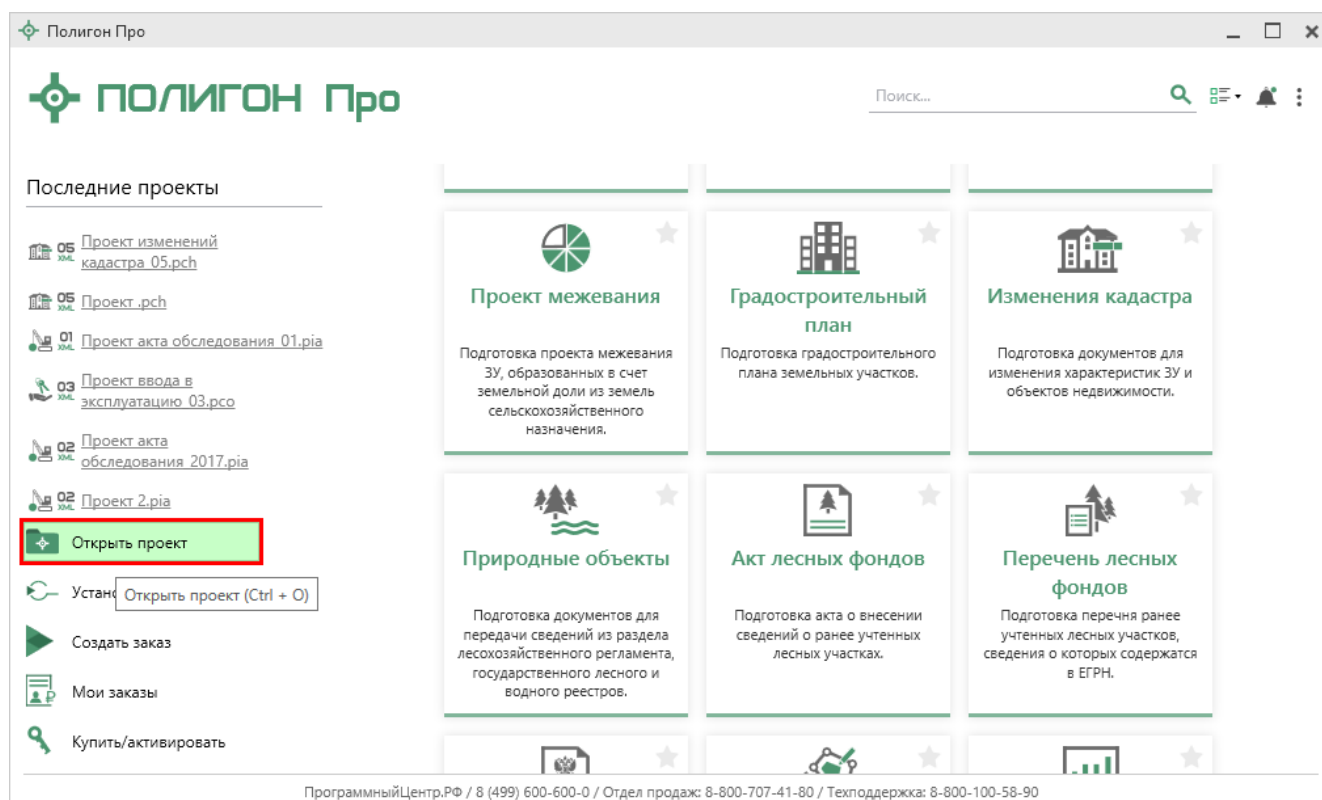 Полигон Про
ПОЛИГОН Про
Поиск...
Последние проекты
05 XML Проект изменений
кадастра_05.pch
05 XML Проект .pch
01 XML Проект акта обследования_01.pia
03 XML Проект ввода в
эксплуатацию_03.pco
02 XML Проект акта
обследования_2017.pia
02 XML Проект 2.pia
Открыть проект
Открыть проект (Ctrl + O)
Создать заказ
Мои заказы
Купить/активировать
Проект межевания
Подготовка проекта межевания
ЗУ, образованных в счет
земельной доли из земель
сельскохозяйственного
назначения.
Градостроительный
план
Подготовка градостроительного
плана земельных участков.
Изменения кадастра
Подготовка документов для
изменения характеристик ЗУ и
объектов недвижимости.
Природные объекты
Подготовка документов для
передачи сведений из раздела
лесохозяйственного регламента,
государственного лесного и
водного реестров.
Акт лесных фондов
Подготовка акта о внесении
сведений о ранее учтенных
лесных участках.
Перечень лесных
фондов
Подготовка перечня ранее
учтенных лесных участков,
сведения о которых содержатся
в ЕГРН.
ПрограммныйЦентр.РФ / 8 (499) 600-600-0 / Отдел продаж: 8-800-707-41-80 / Техподдержка: 8-800-100-58-90